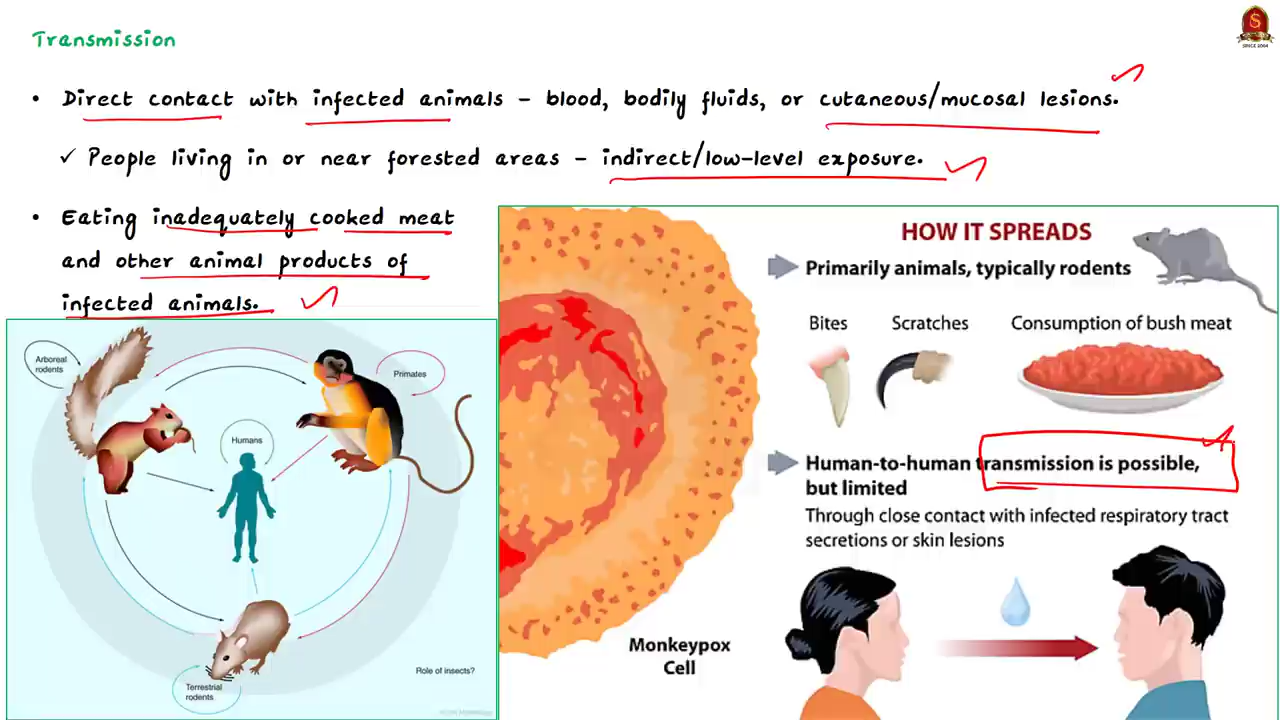 Transmission
S
SINCE 2004
• Direct contact with infected animals – blood, bodily fluids, or cutaneous/mucosal lesions.
✓ People living in or near forested areas – indirect/low-level exposure.
• Eating inadequately cooked meat
and other animal products of
infected animals.
Arboreal
rodents
Primates
Humans
Terrestrial
rodents
Role of insects?
HOW IT SPREADS
Primarily animals, typically rodents
Bites
Scratches
Consumption of bush meat
Human-to-human transmission is possible,
but limited
Through close contact with infected respiratory tract
secretions or skin lesions
Monkeypox
Cell